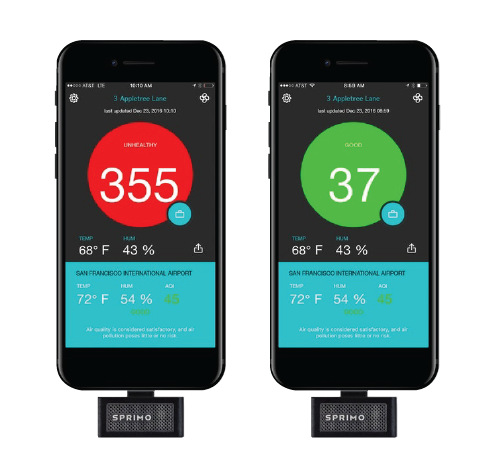 AT&T LTE 10:10 AM
3 Appletree Lane
last updated Dec 23, 2016 10:10
UNHEALTHY
355
TEMP HUM
68° F 43 %
SAN FRANCISCO INTERNATIONAL AIRPORT
TEMP HUM AQI
72° F 54 % 45
GOOD
Air quality is considered satisfactory, and air
pollution poses little or no risk.
SPRIMO
AT&T 8:59 AM
3 Appletree Lane
last updated Dec 23, 2016 08:59
GOOD
37
TEMP HUM
68° F 43 %
SAN FRANCISCO INTERNATIONAL AIRPORT
TEMP HUM AQI
72° F 54 % 45
GOOD
Air quality is considered satisfactory, and air
pollution poses little or no risk.
SPRIMO